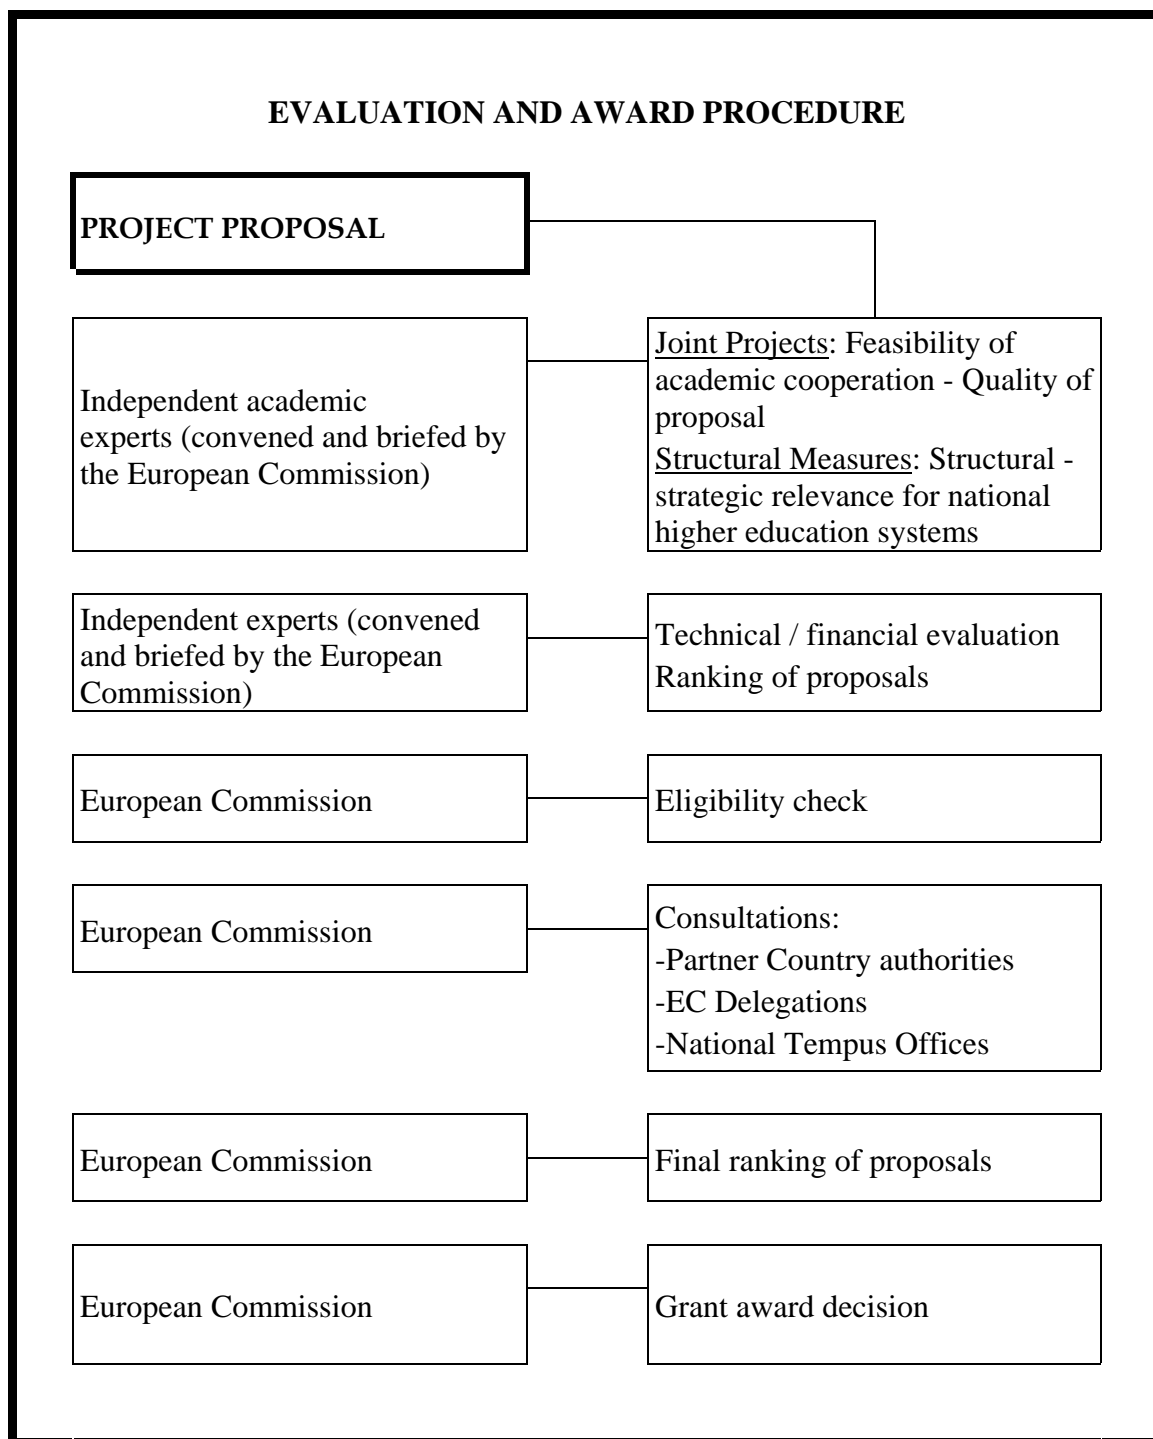 EVALUATION AND AWARD PROCEDURE
PROJECT PROPOSAL
Independent academic
experts (convened and briefed by
the European Commission)
Joint Projects: Feasibility of
academic cooperation - Quality of
proposal
Structural Measures: Structural -
strategic relevance for national
higher education systems
Independent experts (convened
and briefed by the European
Commission)
Technical / financial evaluation
Ranking of proposals
European Commission
Eligibility check
European Commission
Consultations:
-Partner Country authorities
-EC Delegations
-National Tempus Offices
European Commission
Final ranking of proposals
European Commission
Grant award decision